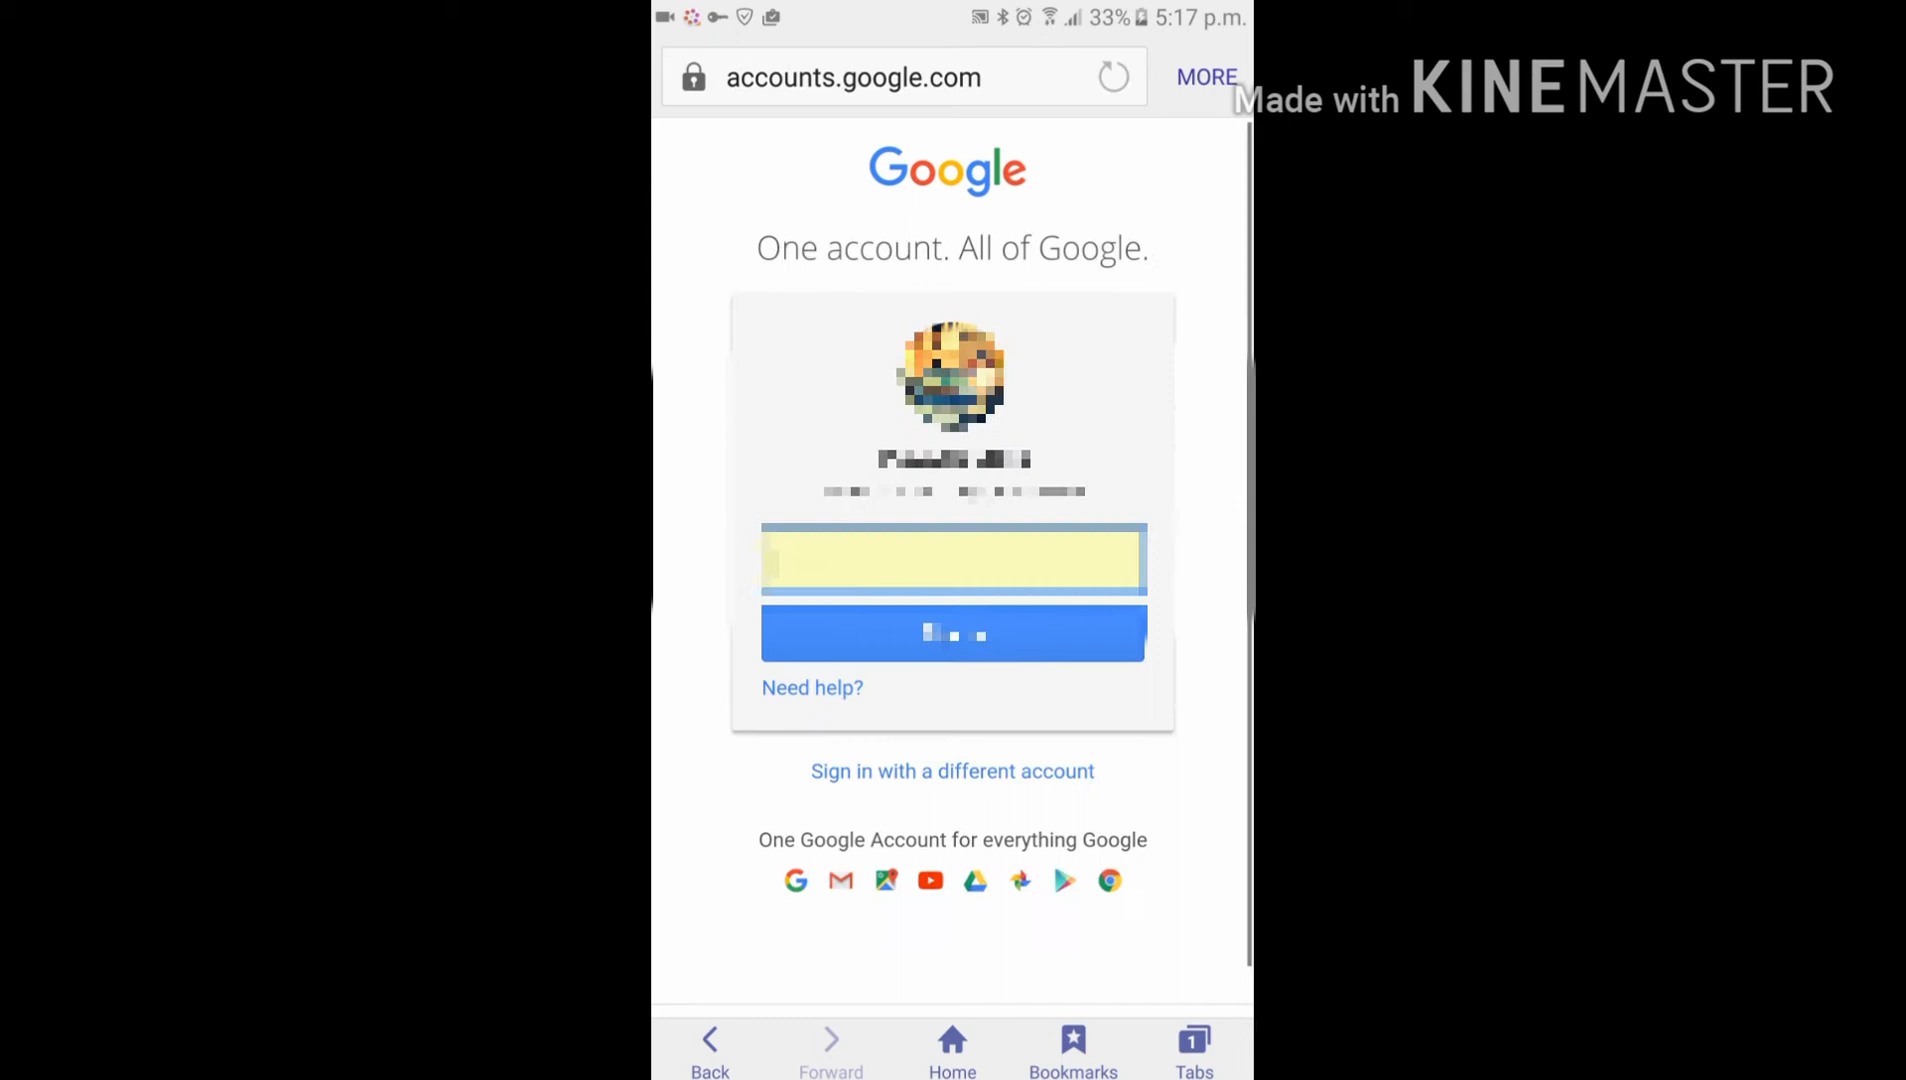 33% 5:17 p.m.
accounts.google.com
MORE
Made with KINEMASTER
Google
One account. All of Google.
Need help?
Sign in with a different account
One Google Account for everything Google
Back
Forward
Home
Bookmarks
1
Tabs